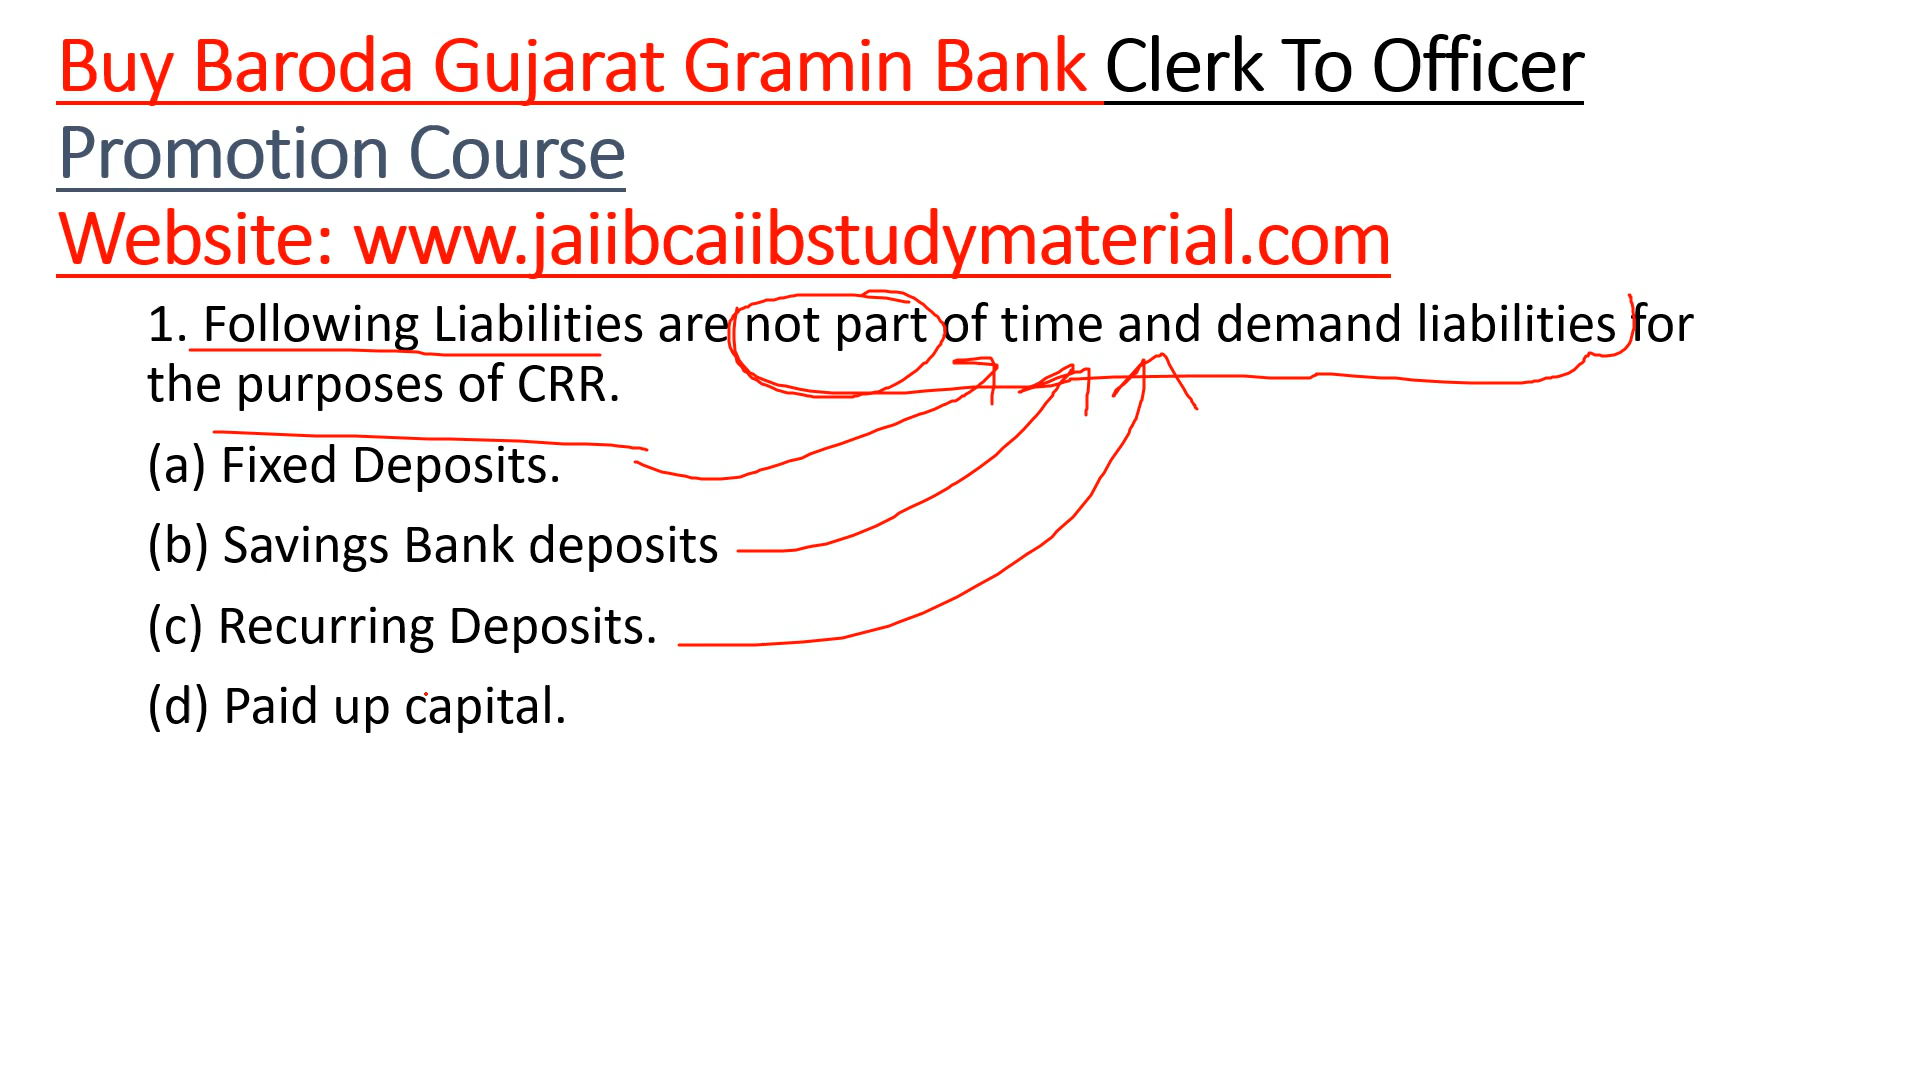 Buy Baroda Gujarat Gramin Bank Clerk To Officer
Promotion Course
Website: www.jaiibcaiibstudymaterial.com
1. Following Liabilities are not part of time and demand liabilities for
the purposes of CRR.
(a) Fixed Deposits.
(b) Savings Bank deposits
(c) Recurring Deposits.
(d) Paid up capital.